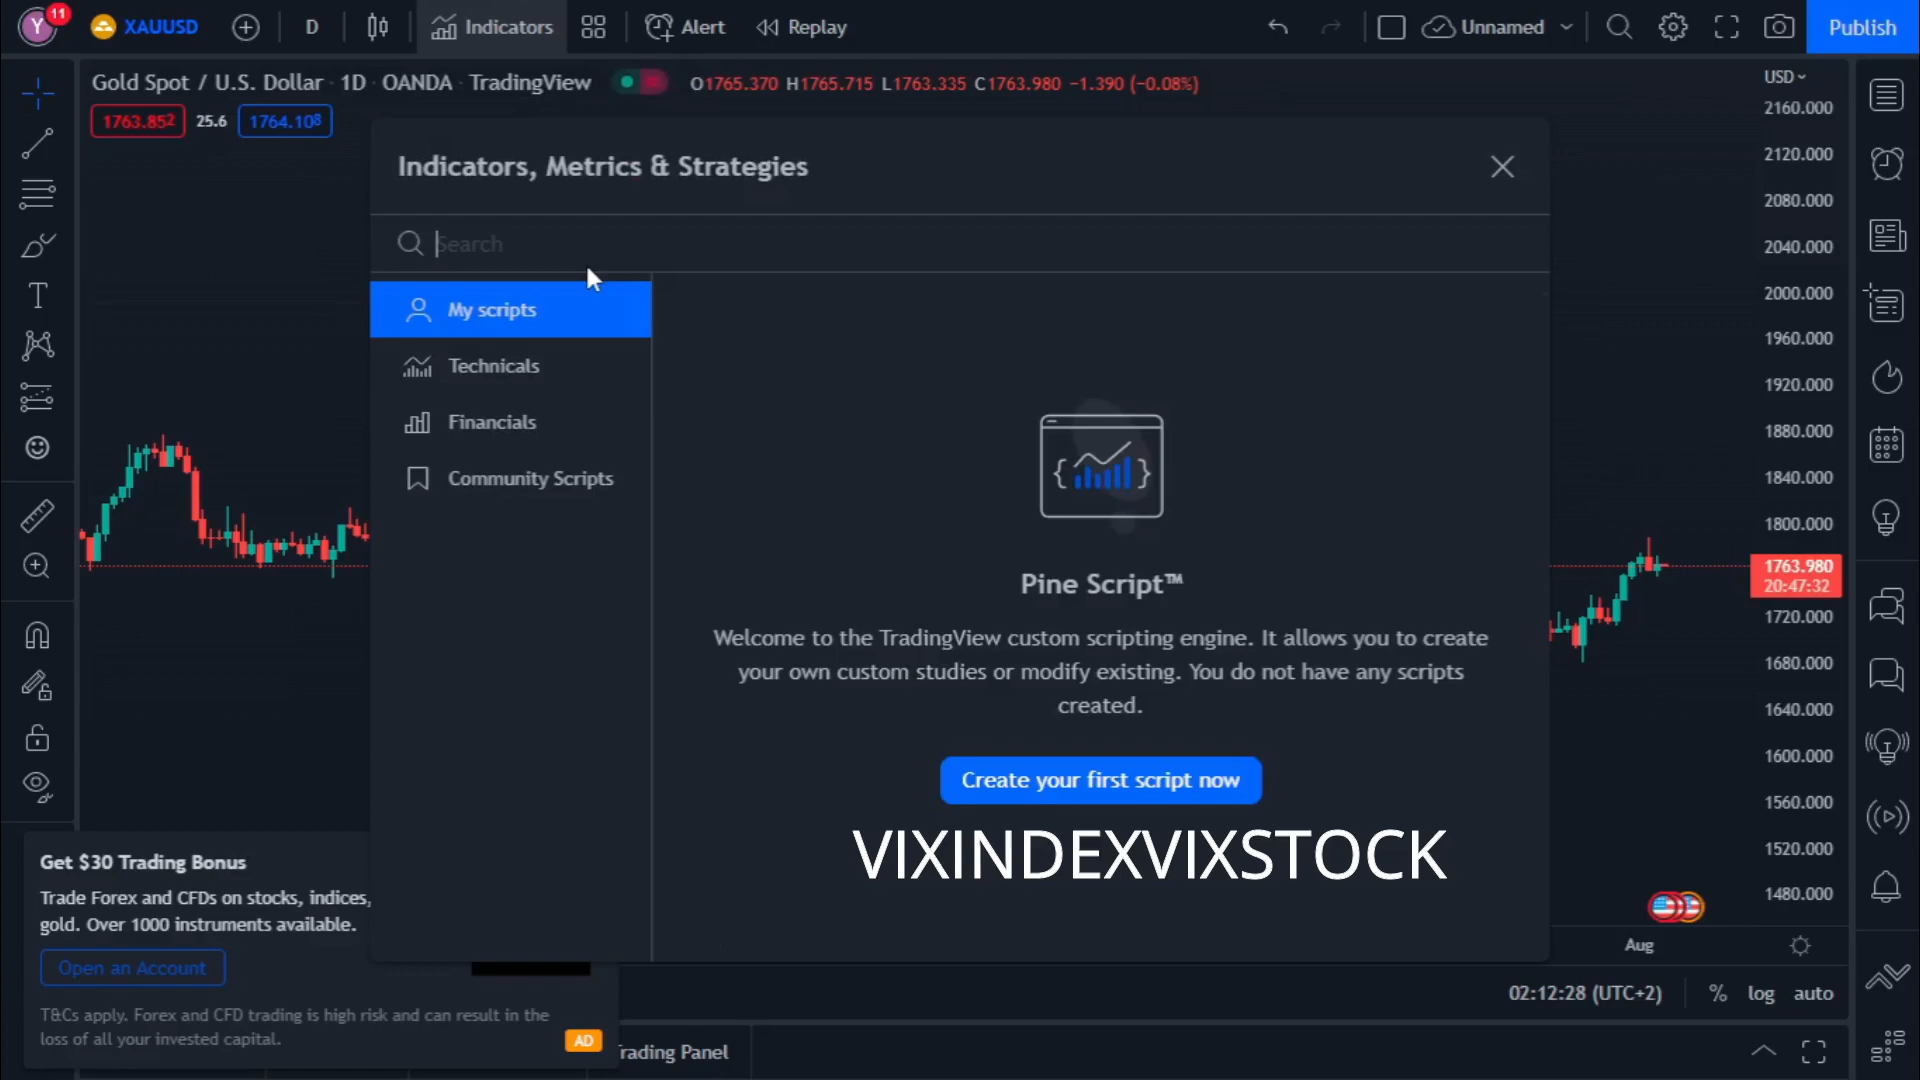 Y 11 XAUUSD D Indicators Alert Replay Unnamed Publish
Gold Spot / U.S. Dollar · 1D · OANDA · TradingView O1765.370 H1765.715 L1763.335 C1763.980 −1.390 (−0.08%)
1763.852 25.6 1764.108
USD
2160.000
2120.000
2080.000
2040.000
2000.000
1960.000
1920.000
1880.000
1840.000
1800.000
1763.980
20:47:32
1720.000
1680.000
1640.000
1600.000
1560.000
1520.000
1480.000
Indicators, Metrics & Strategies
Search
My scripts
Technicals
Financials
Community Scripts
Pine Script™
Welcome to the TradingView custom scripting engine. It allows you to create
your own custom studies or modify existing. You do not have any scripts
created.
Create your first script now
VIXINDEXVIXSTOCK
Get $30 Trading Bonus
Trade Forex and CFDs on stocks, indices,
gold. Over 1000 instruments available.
Open an Account
T&Cs apply. Forex and CFD trading is high risk and can result in the
loss of all your invested capital.
AD
Aug
02:12:28 (UTC+2) % log auto
Trading Panel